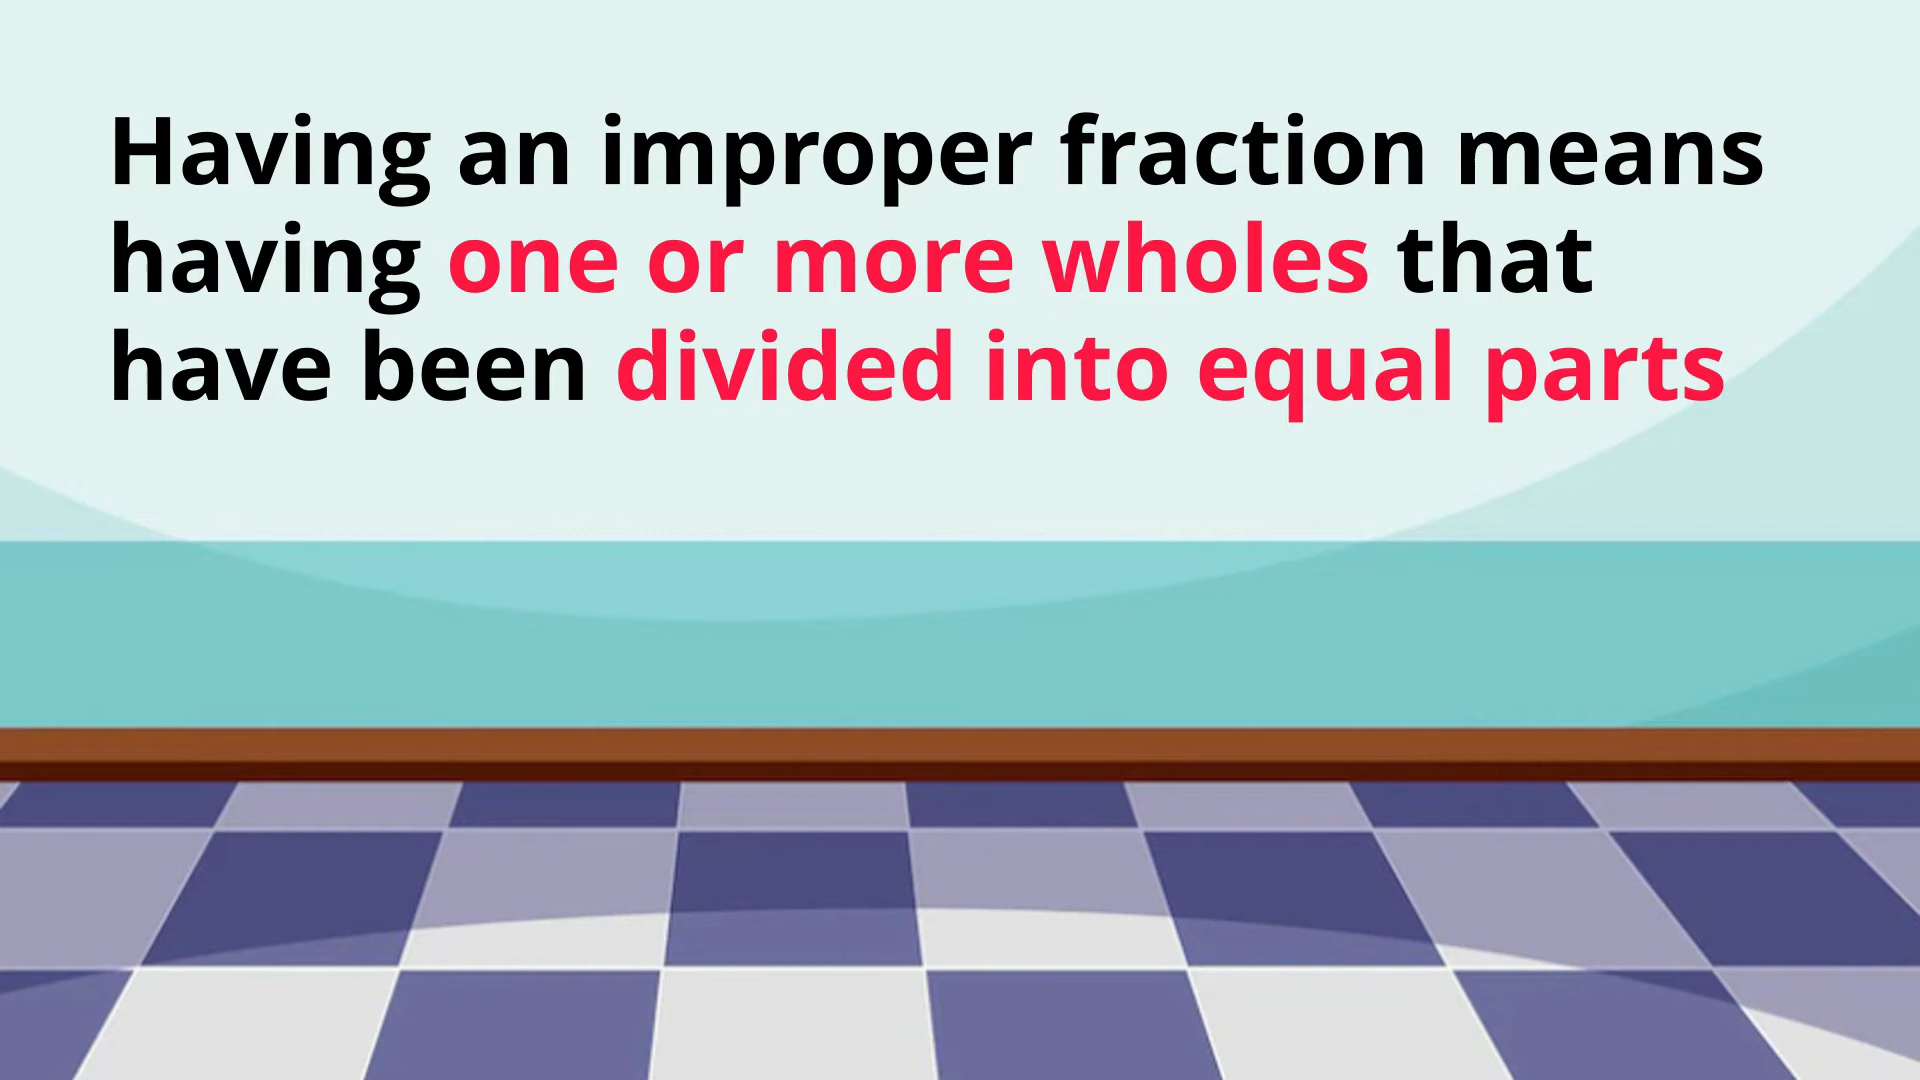 Having an improper fraction means
having one or more wholes that
have been divided into equal parts